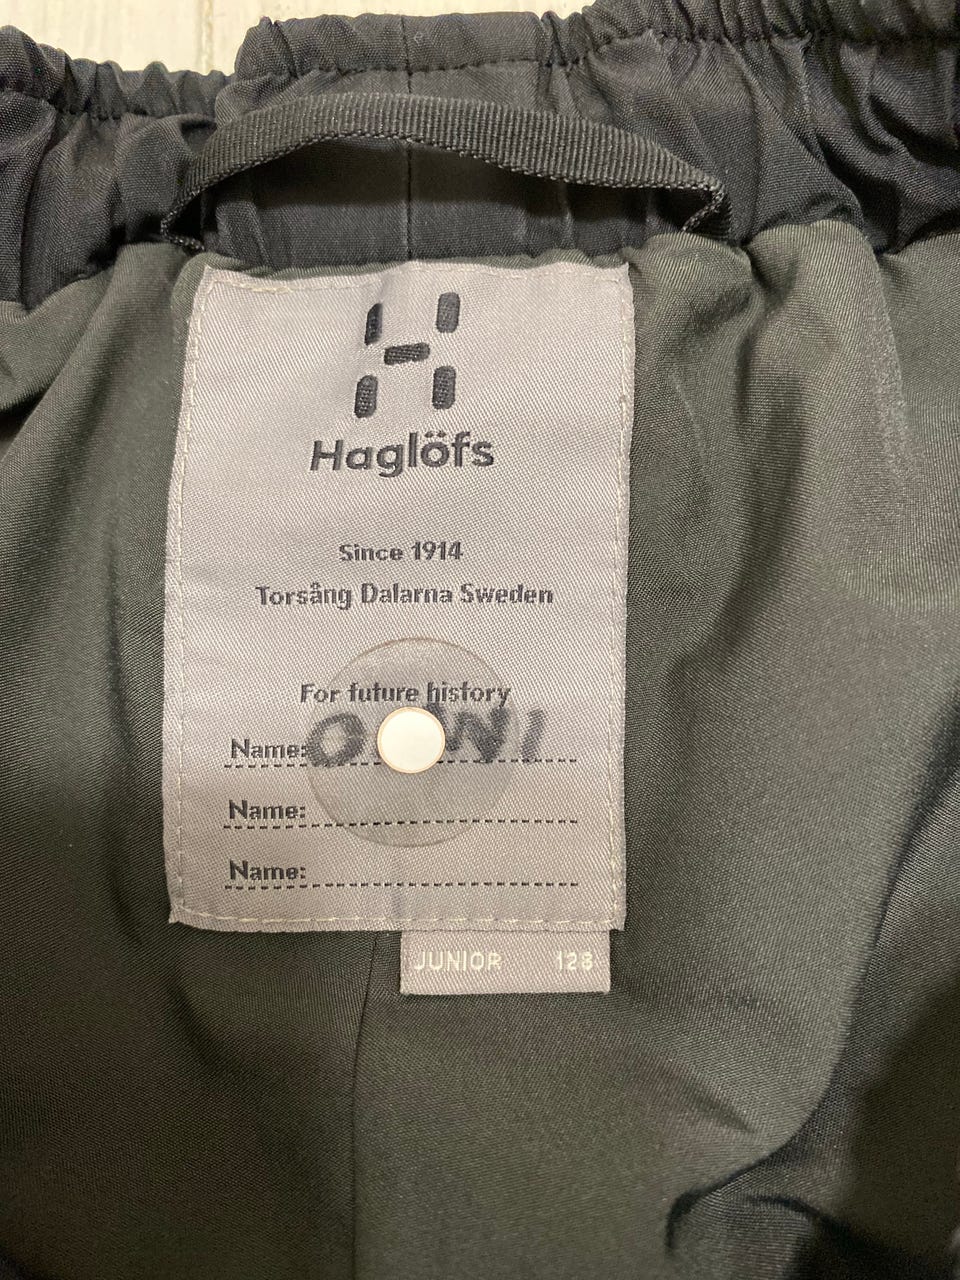 Haglöfs
Since 1914
Torsång Dalarna Sweden
For future history
Name:
Name:
Name:
JUNIOR 128